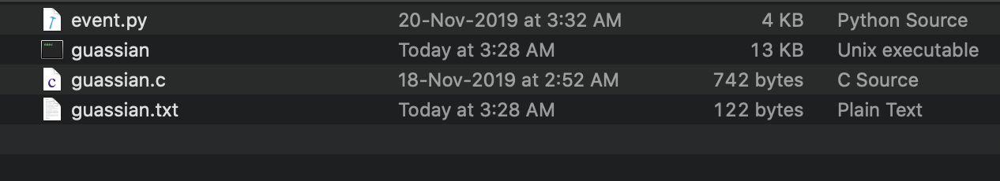 event.py 20-Nov-2019 at 3:32 AM 4 KB Python Source
guassian Today at 3:28 AM 13 KB Unix executable
guassian.c 18-Nov-2019 at 2:52 AM 742 bytes C Source
guassian.txt Today at 3:28 AM 122 bytes Plain Text